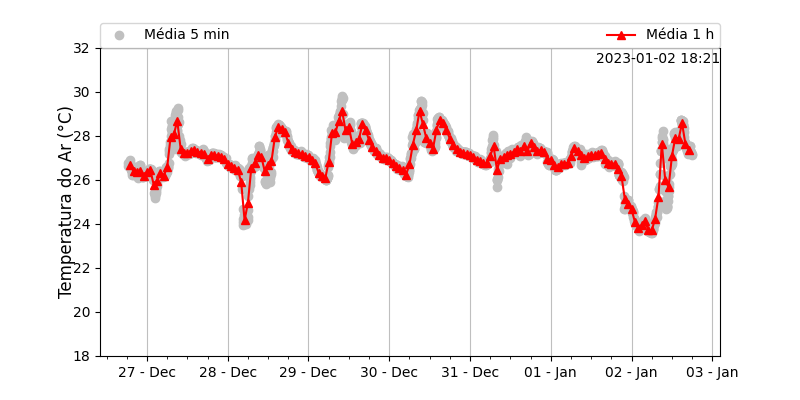 Média 5 min
Média 1 h
2023-01-02 18:21
Temperatura do Ar (°C)
32
30
28
26
24
22
20
18
27 - Dec
28 - Dec
29 - Dec
30 - Dec
31 - Dec
01 - Jan
02 - Jan
03 - Jan